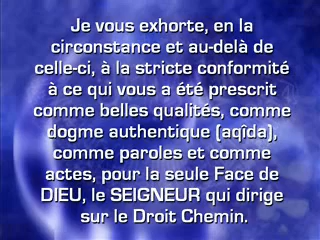 Je vous exhorte, en la
circonstance et au-delà de
celle-ci, à la stricte conformité
à ce qui vous a été prescrit
comme belles qualités, comme
dogme authentique (aqîda),
comme paroles et comme
actes, pour la seule Face de
DIEU, le SEIGNEUR qui dirige
sur le Droit Chemin.